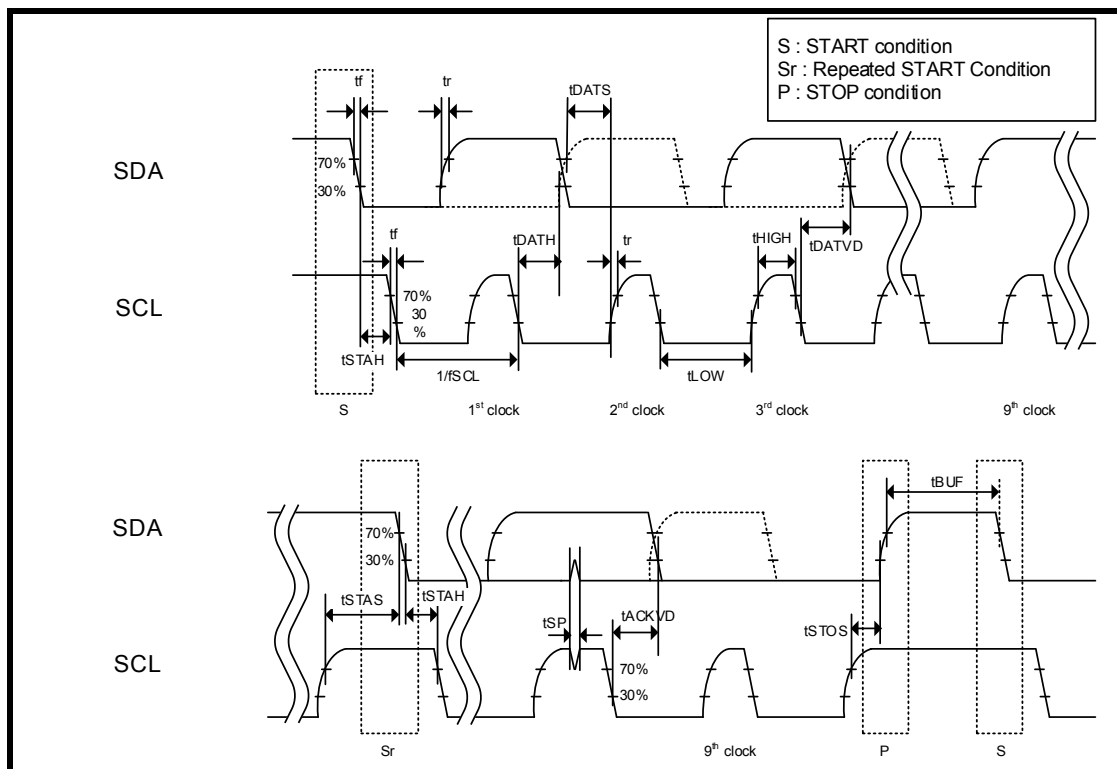 S : START condition
Sr : Repeated START Condition
P : STOP condition
tf
tr
tDATS
SDA
70%
30%
tf
tDATH
tr
tHIGH
tDATVD
SCL
70%
30
%
tSTAH
1/fSCL
tLOW
S
1st clock
2nd clock
3rd clock
9th clock
tBUF
SDA
70%
30%
tSTAS
tSTAH
tSP
tACKVD
tSTOS
SCL
70%
30%
Sr
9th clock
P
S